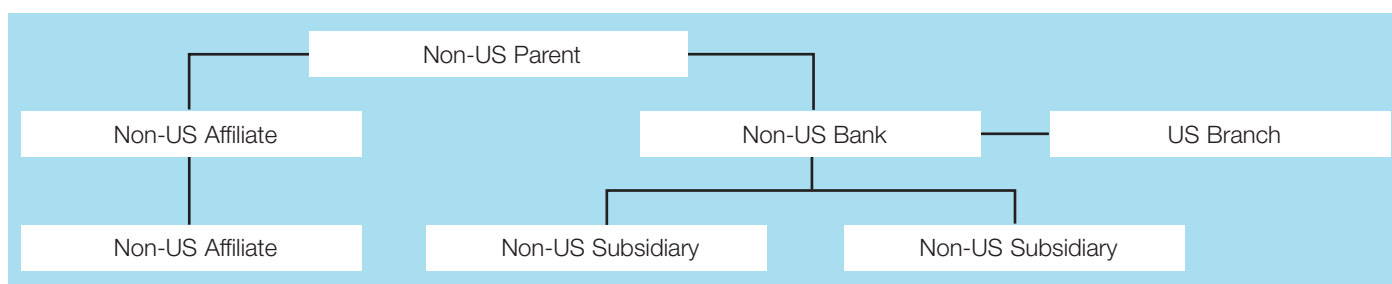 Non-US Parent
Non-US Affiliate
Non-US Bank
US Branch
Non-US Affiliate
Non-US Subsidiary
Non-US Subsidiary